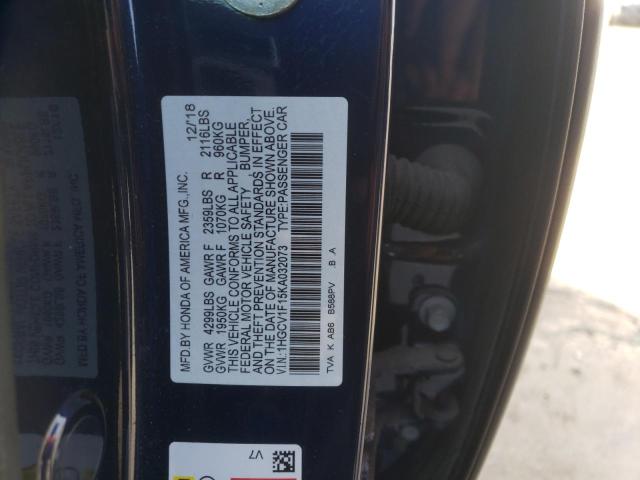 MFD.BY HONDA OF AMERICA MFG.,INC. 12/'18
GVWR 4299LBS GAWR F 2359LBS R 2116LBS
GVWR 1950KG GAWR F 1070KG R 960KG
THIS VEHICLE CONFORMS TO ALL APPLICABLE
FEDERAL MOTOR VEHICLE SAFETY BUMPER,
AND THEFT PREVENTION STANDARDS IN EFFECT
ON THE DATE OF MANUFACTURE SHOWN ABOVE.
V.I.N.:1HGCV1F15KA032073 TYPE:PASSENGER CAR
TVA K AB6 B588PV B A
V7